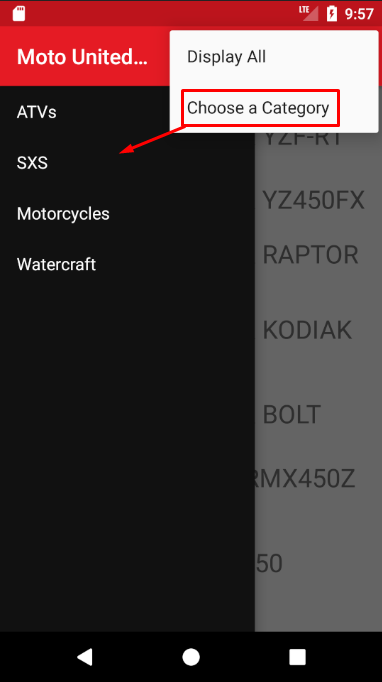 LTE 9:57
Moto United...
Display All
Choose a Category
ATVs
SXS
Motorcycles
Watercraft
YZF-R1
YZ450FX
RAPTOR
KODIAK
BOLT
RMX450Z
50